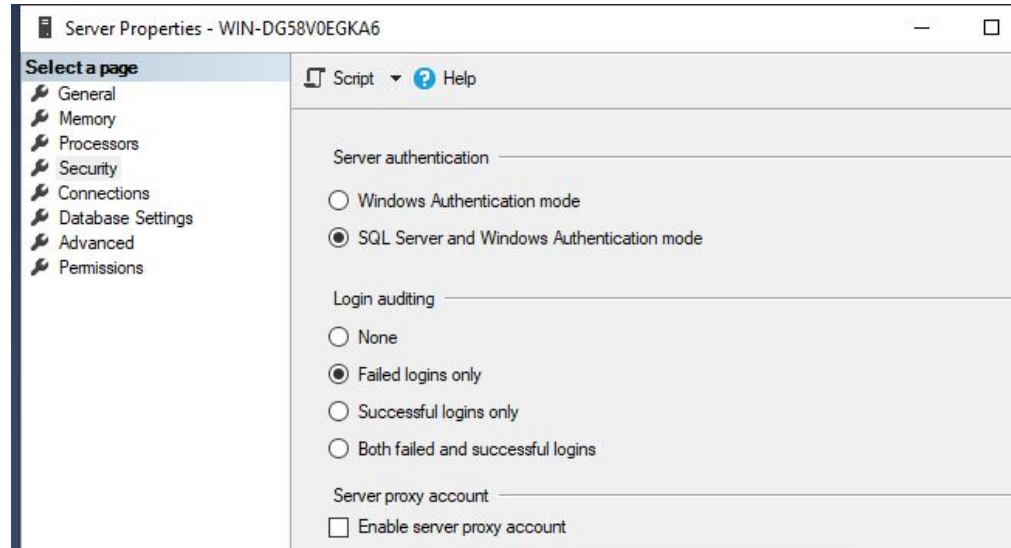 Server Properties - WIN-DG58V0EGKA6
Select a page
General
Memory
Processors
Security
Connections
Database Settings
Advanced
Permissions
Script
Help
Server authentication
Windows Authentication mode
SQL Server and Windows Authentication mode
Login auditing
None
Failed logins only
Successful logins only
Both failed and successful logins
Server proxy account
Enable server proxy account